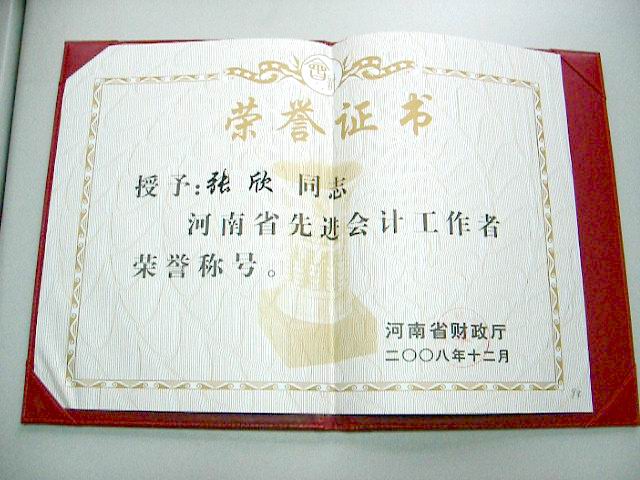 荣誉证书
授予:张欣 同志
河南省先进会计工作者
荣誉称号。
河南省财政厅
二〇〇八年十二月